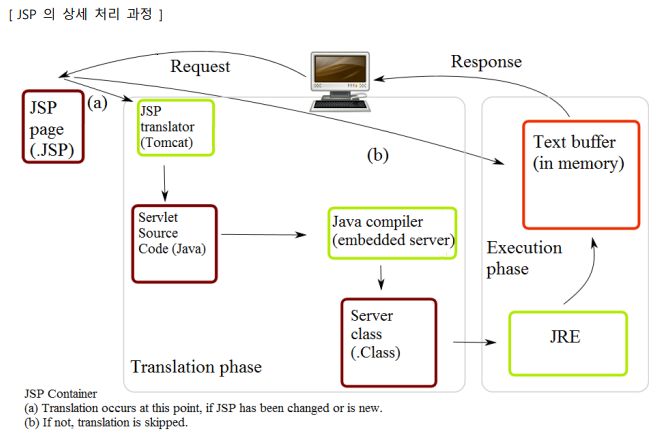 [ JSP 의 상세 처리 과정 ]
Request
Response
JSP
page
(.JSP)
(a)
JSP
translator
(Tomcat)
(b)
Text buffer
(in memory)
Servlet
Source
Code (Java)
Java compiler
(embedded server)
Execution
phase
Server
class
(.Class)
JRE
Translation phase
JSP Container
(a) Translation occurs at this point, if JSP has been changed or is new.
(b) If not, translation is skipped.